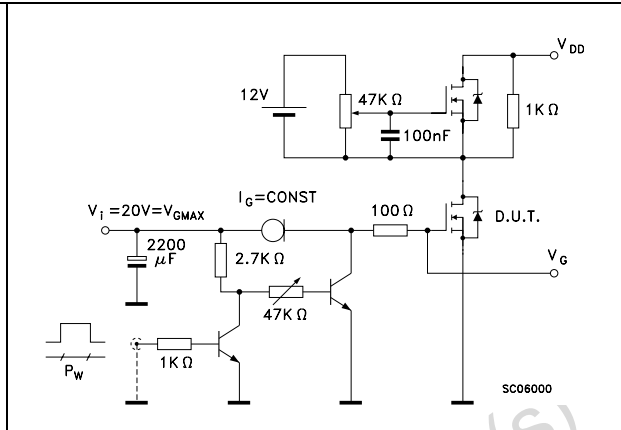 V DD
12V
47K Ω
1K Ω
100nF
I G =CONST
V i =20V=V GMAX
100 Ω
D.U.T.
2200
μF
2.7K Ω
V G
47K Ω
1K Ω
P W
SC06000
(S)